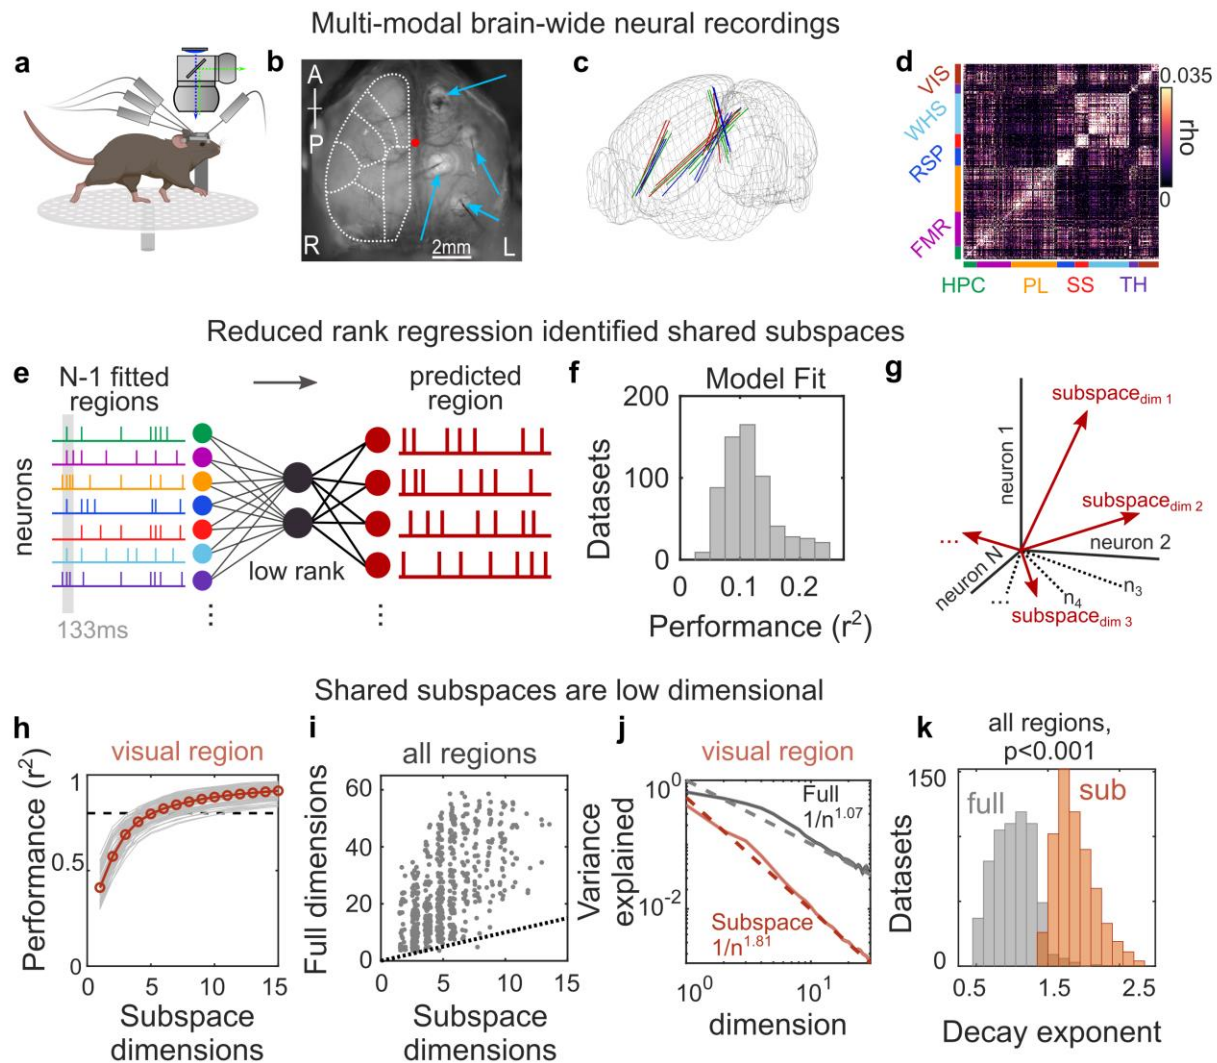 Multi-modal brain-wide neural recordings
a
b
A
P
R
L
2mm
c
d
VIS
WHS
RSP
FMR
HPC
PL
SS
TH
0.035
rho
0
Reduced rank regression identified shared subspaces
e
N-1 fitted
regions
predicted
region
neurons
low rank
133ms
f
Model Fit
200
100
0
Datasets
0
0.1
0.2
Performance (r²)
g
neuron 1
subspace dim 1
subspace dim 2
neuron 2
neuron N
...
...
n₃
n₄
subspace dim 3
Shared subspaces are low dimensional
h
visual region
Performance (r²)
1
0.5
0
0
5
10
15
Subspace
dimensions
i
all regions
Full dimensions
60
40
20
0
0
5
10
15
Subspace
dimensions
j
visual region
Variance
explained
10⁰
10⁻²
Full
1/n^1.07
Subspace
1/n^1.81
10⁰
10¹
dimension
k
all regions,
p<0.001
150
full
sub
Datasets
0
0.5
1.5
2.5
Decay exponent